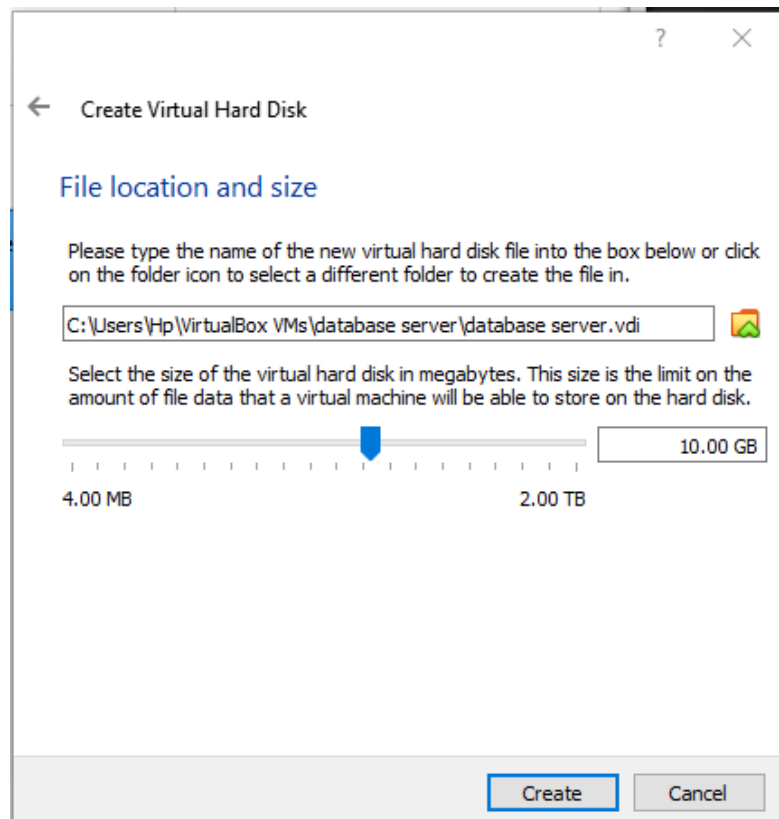 ?
Create Virtual Hard Disk
File location and size
Please type the name of the new virtual hard disk file into the box below or click
on the folder icon to select a different folder to create the file in.
C:\Users\Hp\VirtualBox VMs\database server\database server.vdi
Select the size of the virtual hard disk in megabytes. This size is the limit on the
amount of file data that a virtual machine will be able to store on the hard disk.
10.00 GB
4.00 MB 2.00 TB
Create Cancel